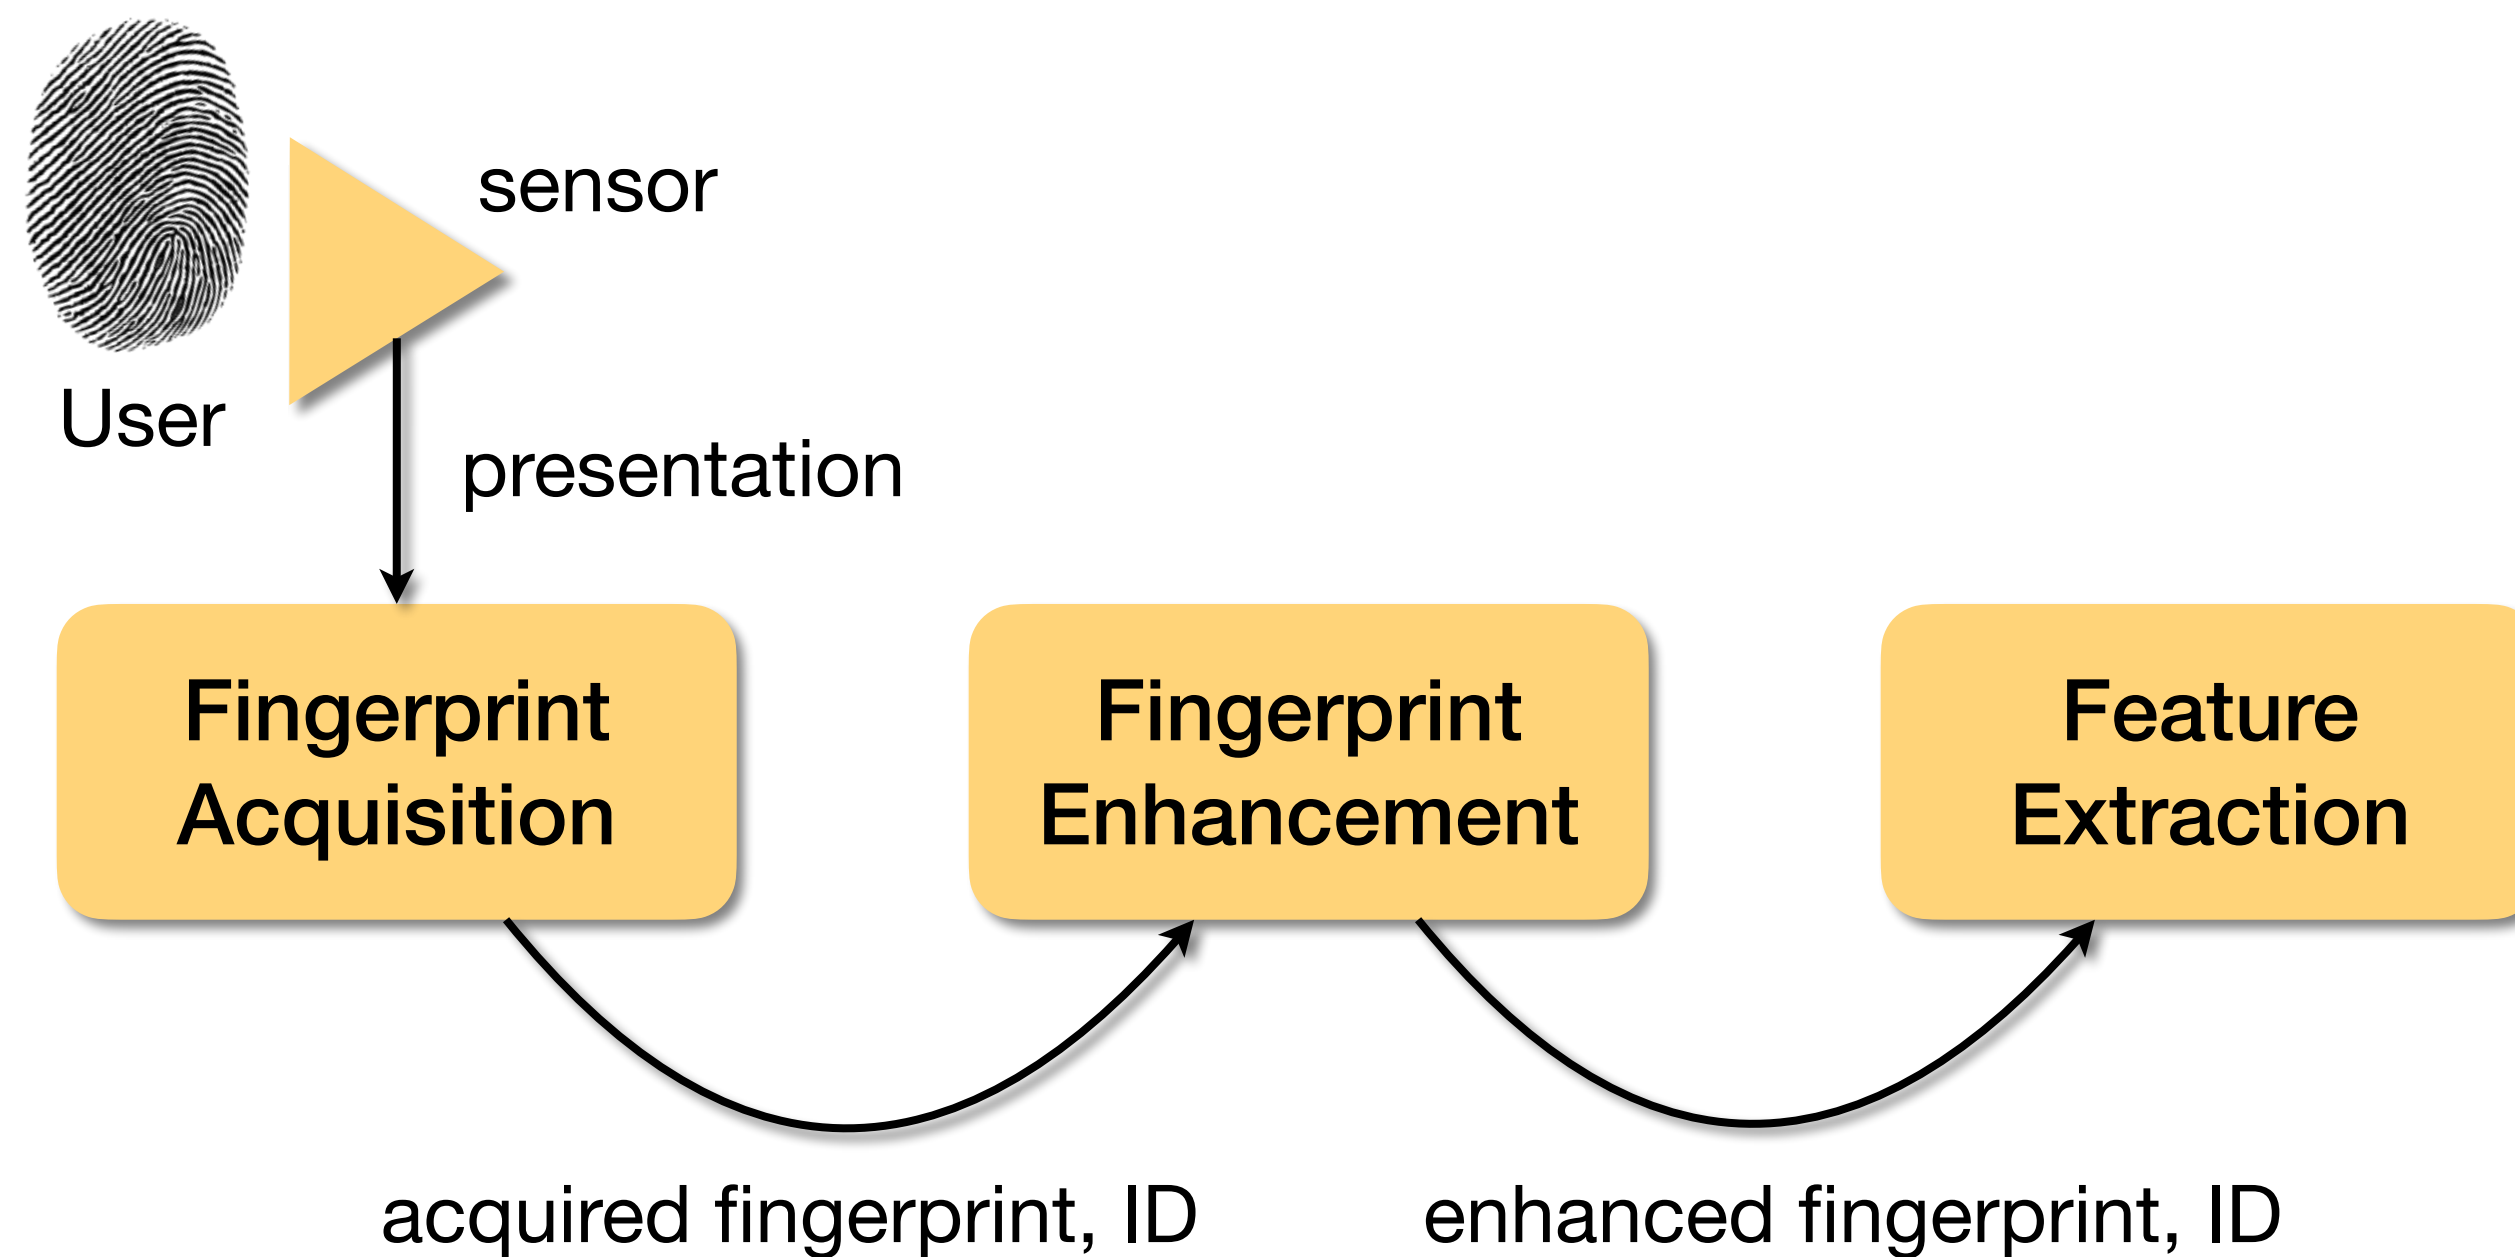 sensor
User
presentation
Fingerprint
Acquisition
Fingerprint
Enhancement
Feature
Extraction
acquired fingerprint, ID
enhanced fingerprint, ID